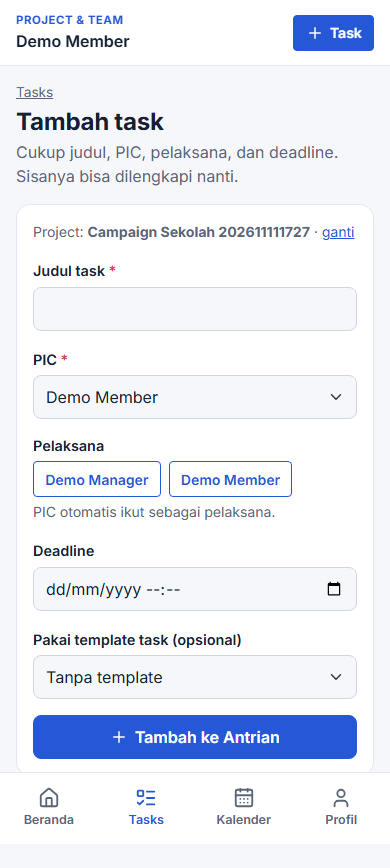 PROJECT & TEAM
Demo Member
Task
Tasks
Tambah task
Cukup judul, PIC, pelaksana, dan deadline.
Sisanya bisa dilengkapi nanti.
Project: Campaign Sekolah 202611111727 · ganti
Judul task *
PIC *
Demo Member
Pelaksana
Demo Manager Demo Member
PIC otomatis ikut sebagai pelaksana.
Deadline
dd/mm/yyyy --:--
Pakai template task (opsional)
Tanpa template
Tambah ke Antrian
Beranda Tasks Kalender Profil